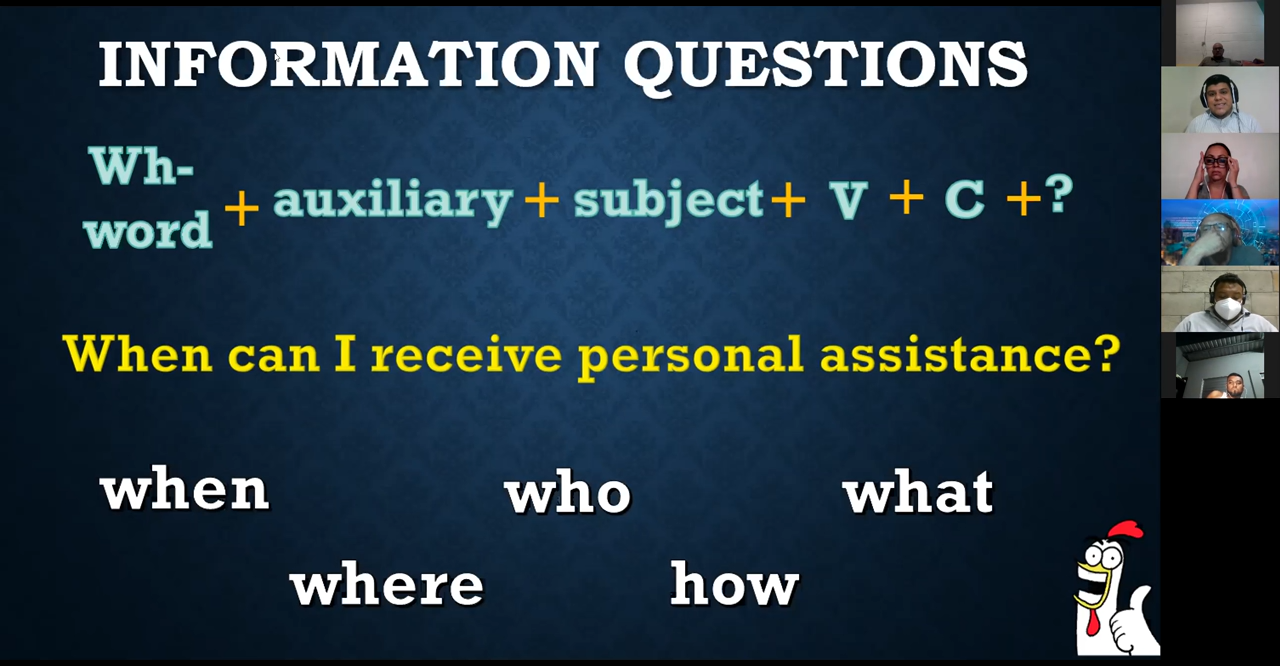 INFORMATION QUESTIONS
Wh-
word + auxiliary + subject + V + C + ?
When can I receive personal assistance?
when who what
where how